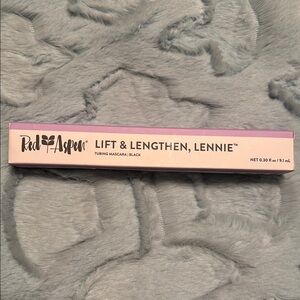 Red Aspen®
LIFT & LENGTHEN, LENNIE™
TUBING MASCARA | BLACK
NET 0.30 fl oz / 9.1 mL